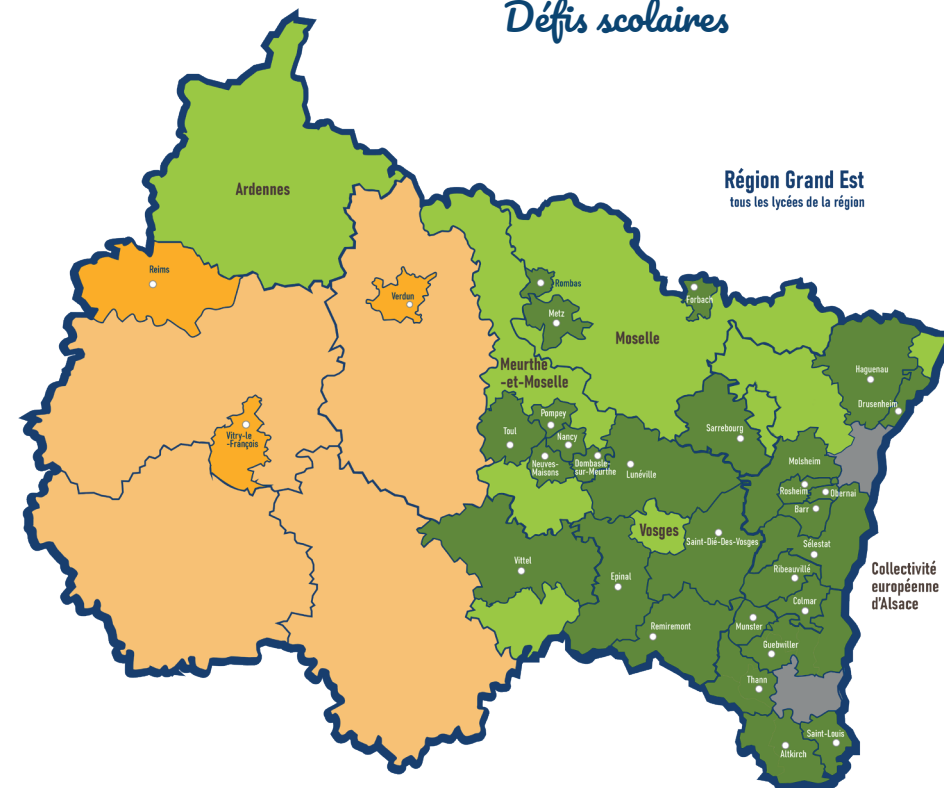 Défis scolaires
Région Grand Est
tous les lycées de la région
Ardennes
Reims
Verdun
Rombas
Forbach
Metz
Moselle
Meurthe
-et-Moselle
Haguenau
Drusenheim
Vitry-le
-François
Pompey
Toul
Nancy
Sarrebourg
Neuves-
Maisons
Dombasle-
sur-Meurthe
Lunéville
Molsheim
Rosheim
Obernai
Barr
Vosges
Saint-Dié-Des-Vosges
Sélestat
Vittel
Epinal
Ribeauvillé
Collectivité
européenne
d'Alsace
Colmar
Munster
Remiremont
Guebwiller
Thann
Saint-Louis
Altkirch